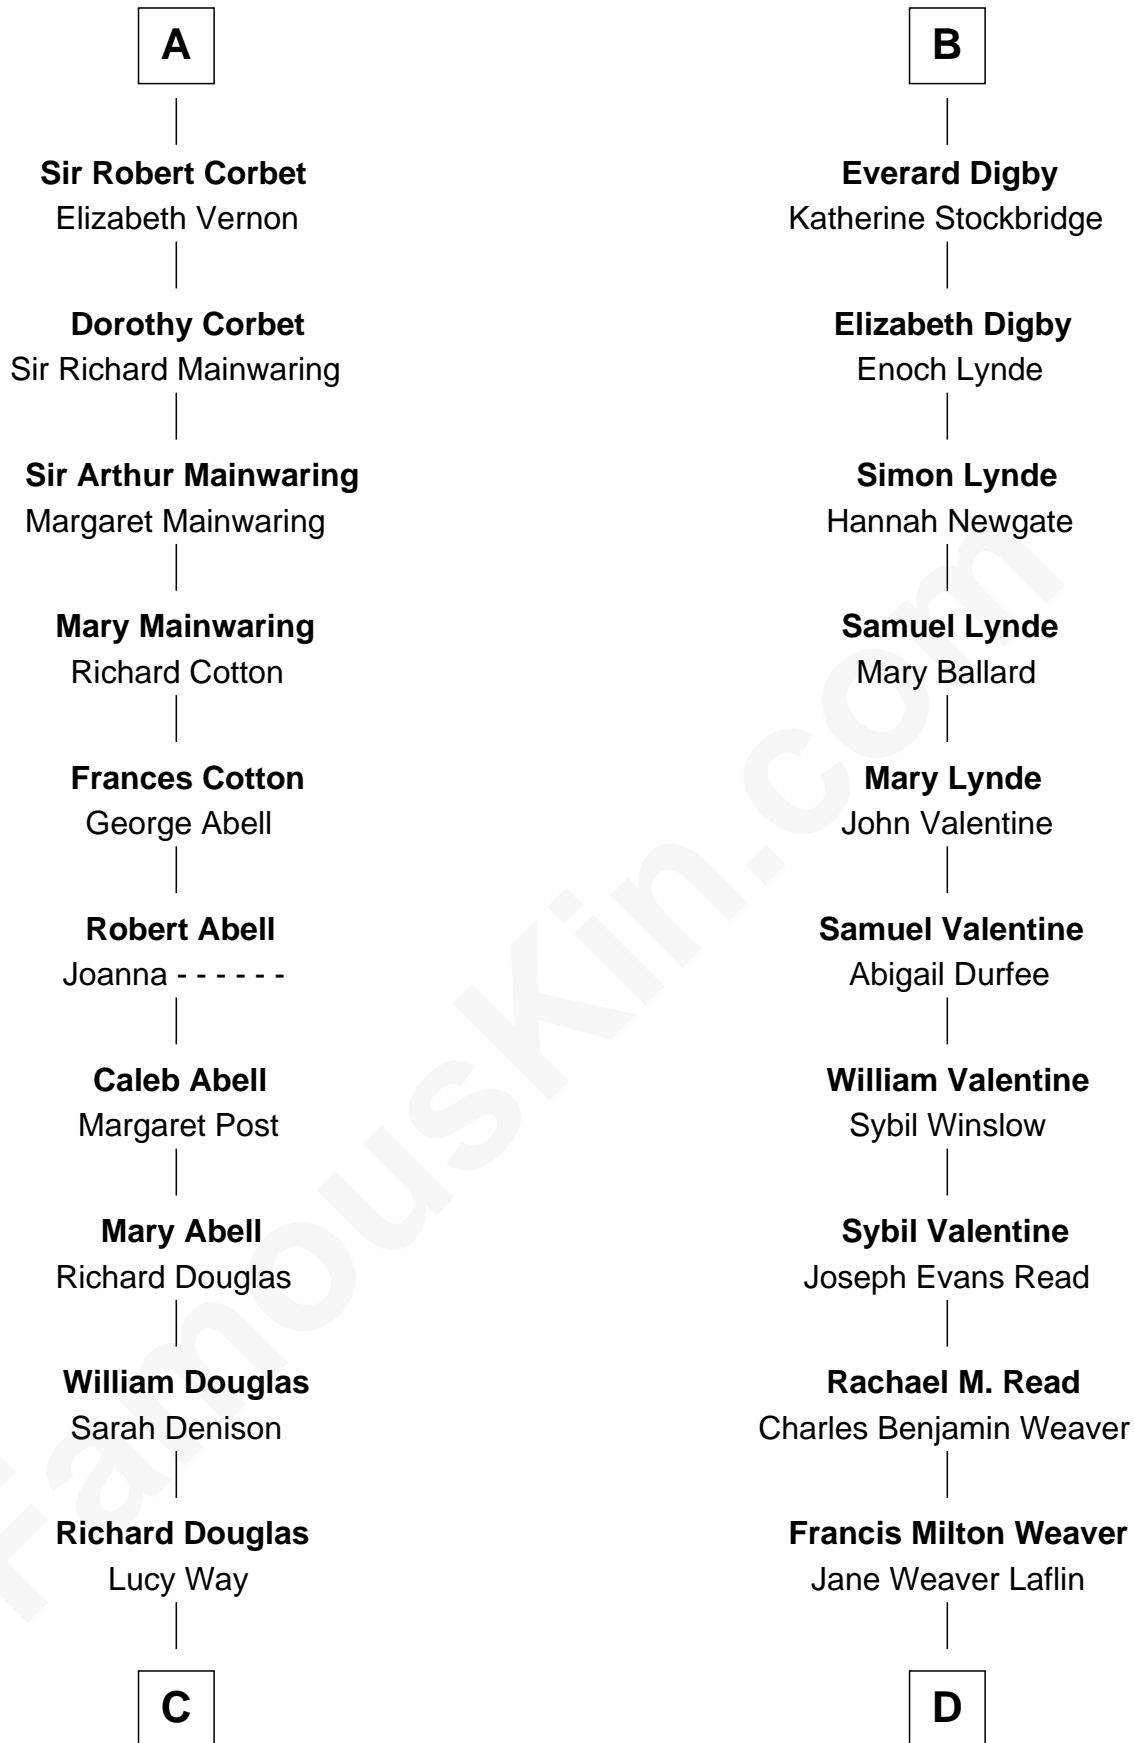 A
Sir Robert Corbet
Elizabeth Vernon
Dorothy Corbet
Sir Richard Mainwaring
Sir Arthur Mainwaring
Margaret Mainwaring
Mary Mainwaring
Richard Cotton
Frances Cotton
George Abell
Robert Abell
Joanna - - - - - -
Caleb Abell
Margaret Post
Mary Abell
Richard Douglas
William Douglas
Sarah Denison
Richard Douglas
Lucy Way
C
B
Everard Digby
Katherine Stockbridge
Elizabeth Digby
Enoch Lynde
Simon Lynde
Hannah Newgate
Samuel Lynde
Mary Ballard
Mary Lynde
John Valentine
Samuel Valentine
Abigail Durfee
William Valentine
Sybil Winslow
Sybil Valentine
Joseph Evans Read
Rachael M. Read
Charles Benjamin Weaver
Francis Milton Weaver
Jane Weaver Laflin
D
FamousKin.com